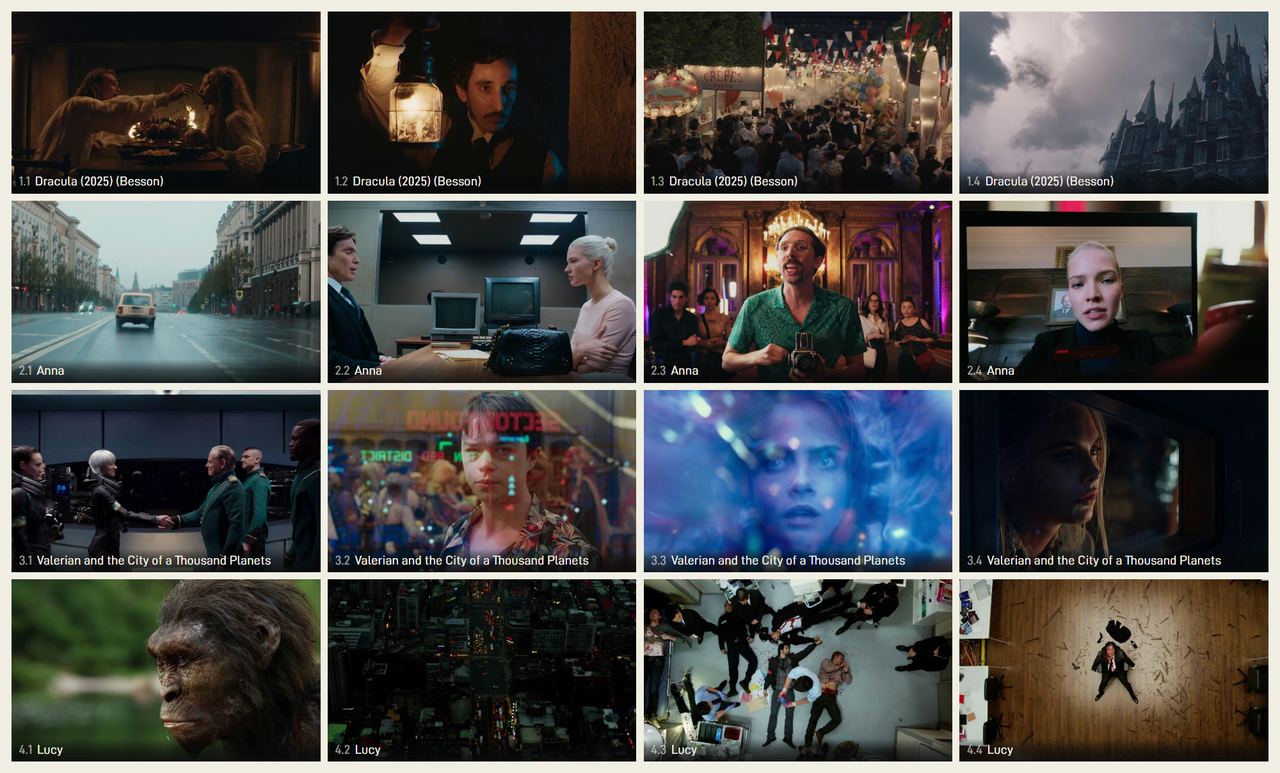 CRÊPES
1.1 Dracula (2025) (Besson)
1.2 Dracula (2025) (Besson)
1.3 Dracula (2025) (Besson)
1.4 Dracula (2025) (Besson)
2.1 Anna
2.2 Anna
2.3 Anna
2.4 Anna
SECTOR
DISTRICT
3.1 Valerian and the City of a Thousand Planets
3.2 Valerian and the City of a Thousand Planets
3.3 Valerian and the City of a Thousand Planets
3.4 Valerian and the City of a Thousand Planets
4.1 Lucy
4.2 Lucy
4.3 Lucy
4.4 Lucy